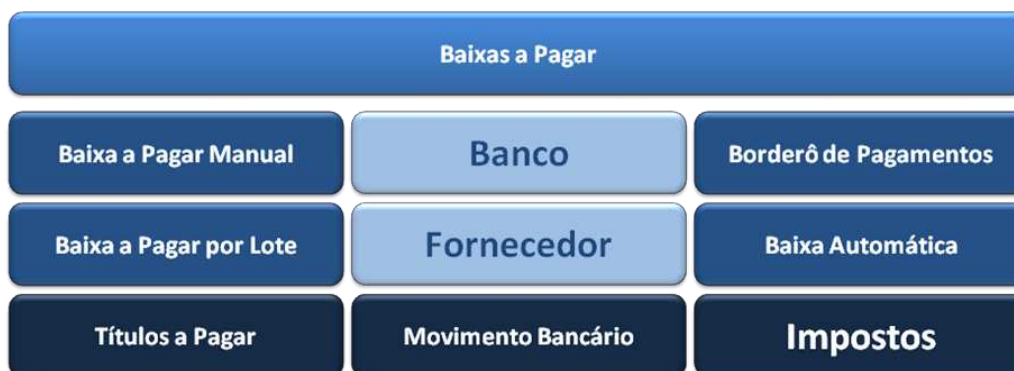 Baixas a Pagar
Baixa a Pagar Manual
Banco
Borderô de Pagamentos
Baixa a Pagar por Lote
Fornecedor
Baixa Automática
Títulos a Pagar
Movimento Bancário
Impostos